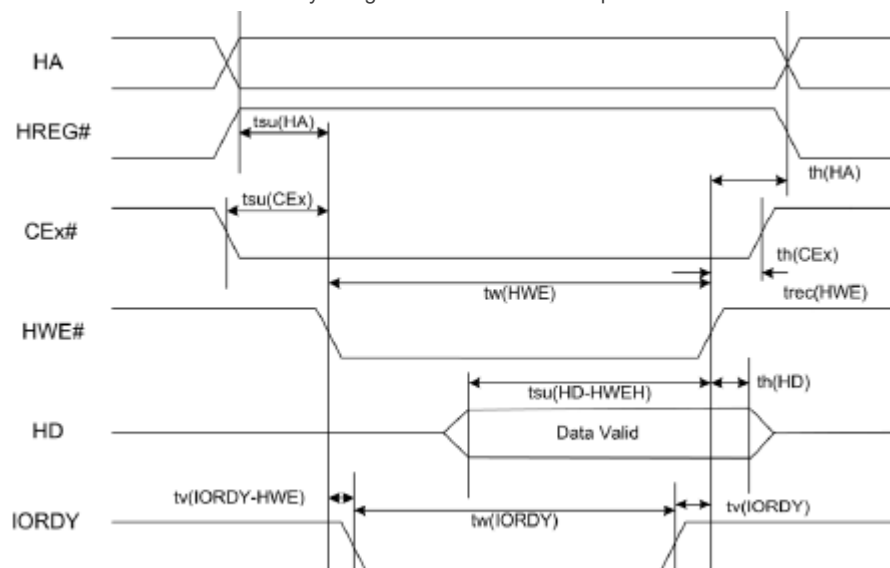 HA
HREG#
tsu(HA)
th(HA)
tsu(CEx)
CEx#
th(CEx)
tw(HWE)
trec(HWE)
HWE#
tsu(HD-HWEH)
th(HD)
HD
Data Valid
tv(IORDY-HWE)
tw(IORDY)
tv(IORDY)
IORDY